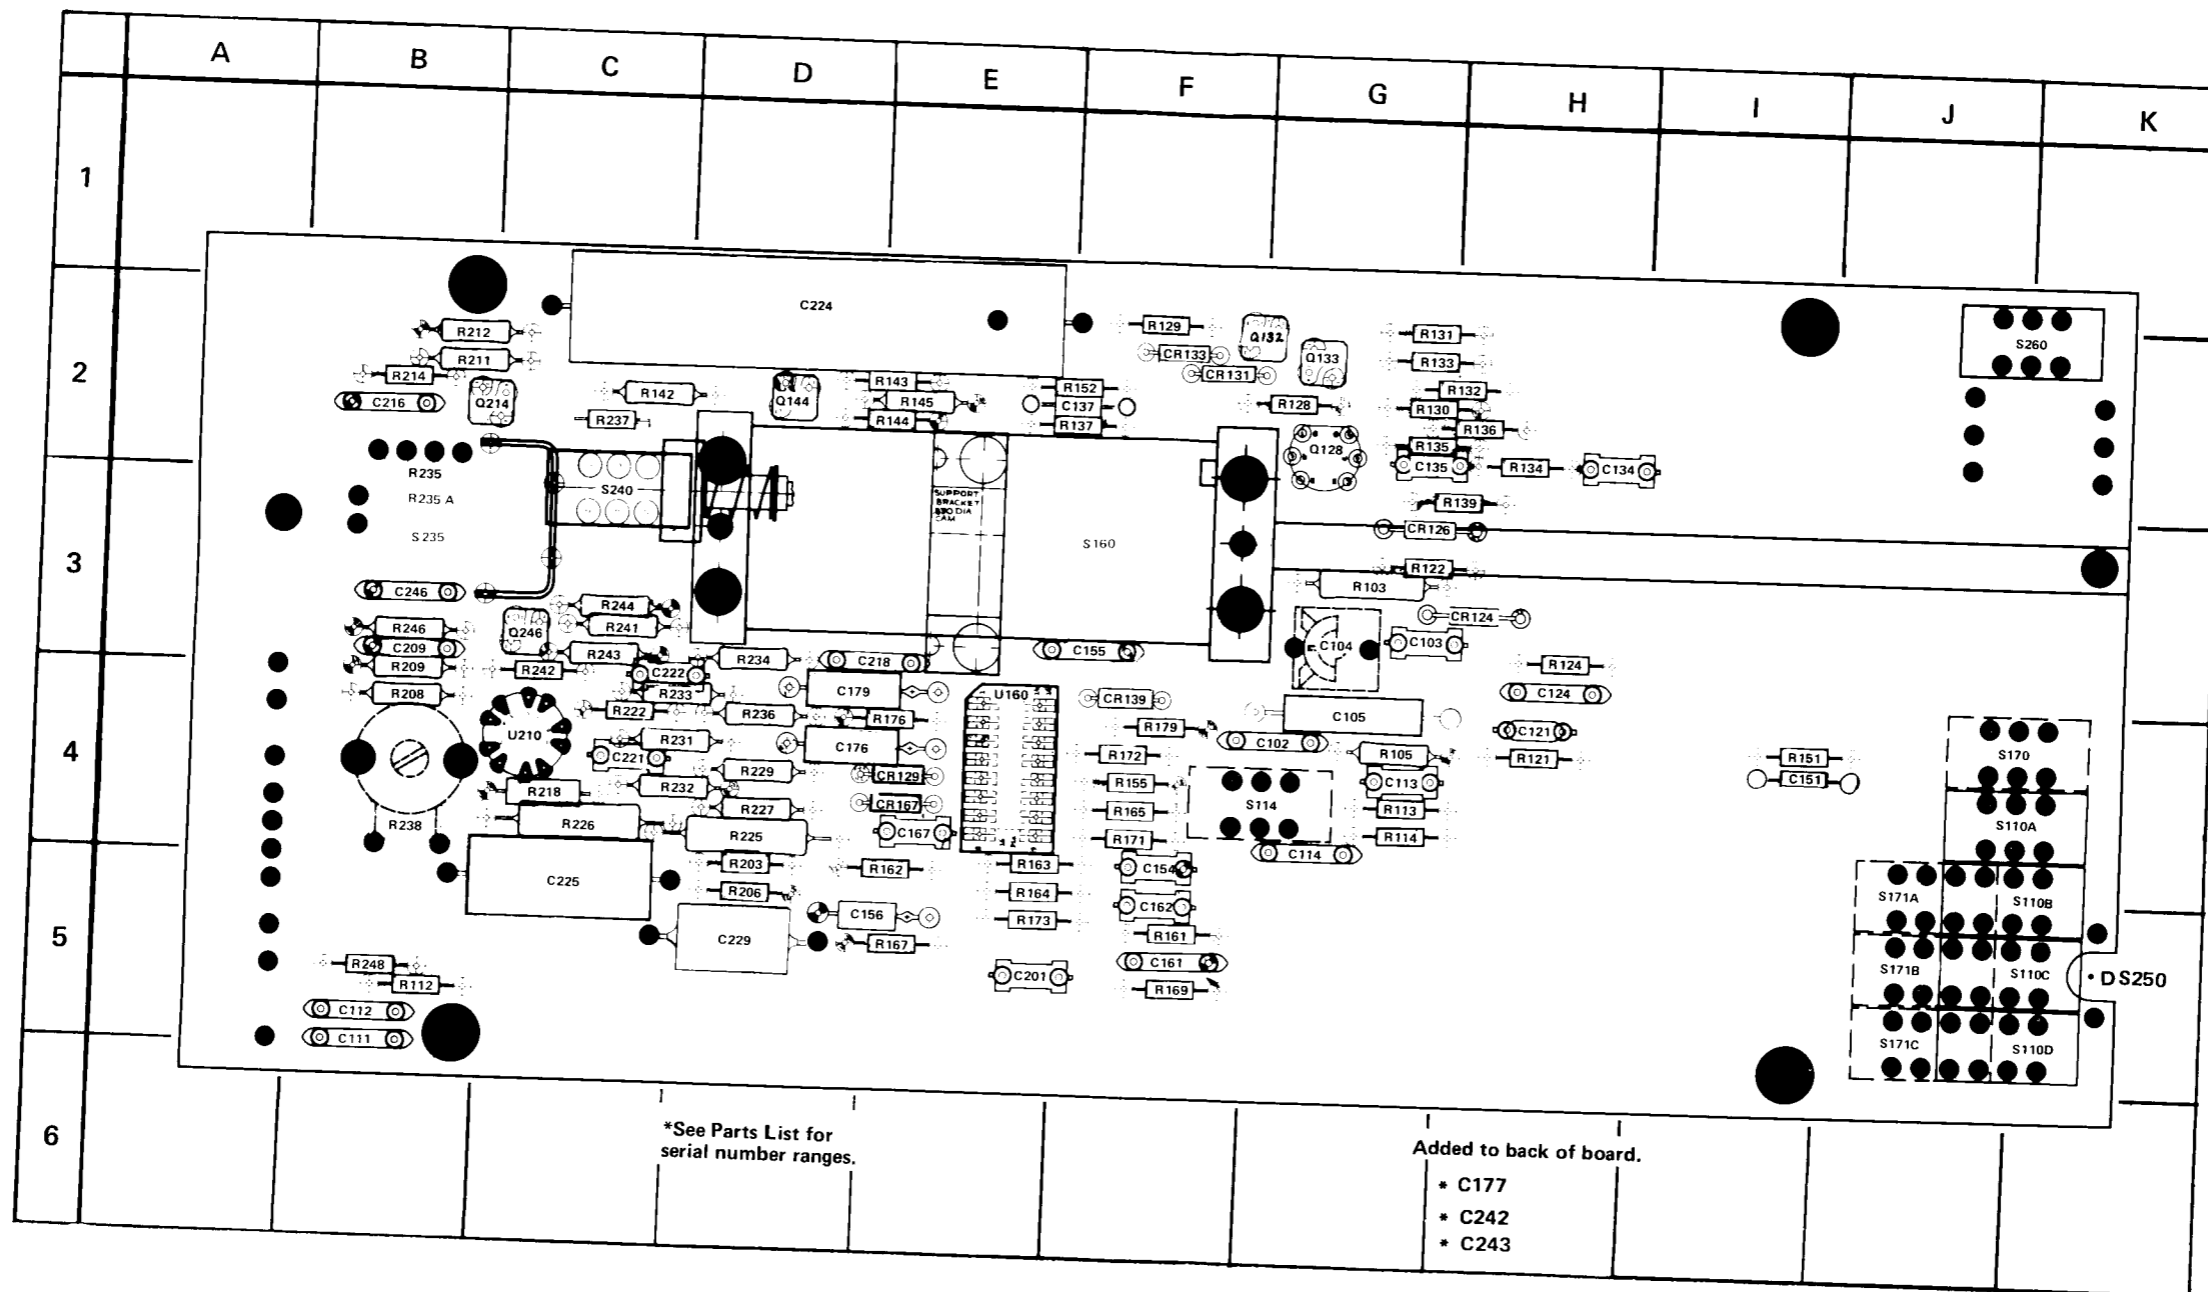 A B C D E F G H I J K
1
C224
R212
R129
Q132
R131
S260
2
R211
CR133
Q133
R133
R214
CR131
C216
Q214
R142
Q144
R143
R152
R132
R237
R145
C137
R128
R130
R144
R137
R136
Q128
R135
R235
C135
R134
C134
R235 A
S240
SUPPORT
BRACKET
CAM
R139
S235
S160
CR126
3
R122
C246
R103
R244
CR124
R246
Q246
R241
C104
C103
C209
R243
R234
C218
C155
R209
R242
C222
R124
R208
R233
C179
U160
CR139
C124
R222
R236
R176
C105
U210
R179
C121
4
R231
C176
R172
C102
R105
R121
R151
S170
C221
R229
CR129
R155
C113
C151
R218
R232
CR167
S114
R238
R226
R227
R165
R113
S110A
R225
C167
R171
R114
R203
R162
R163
C154
C114
C225
R206
R164
C162
S171A
S110B
C156
R173
5
C229
R167
R161
R248
C201
C161
S171B
S110C
DS250
R112
R169
C112
C111
S171C
S110D
6
*See Parts List for
serial number ranges.
Added to back of board.
* C177
* C242
* C243